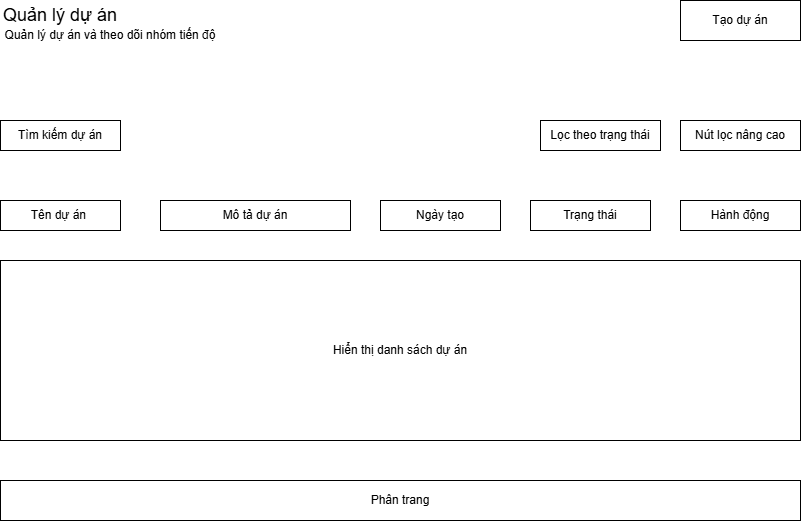 Quản lý dự án
Quản lý dự án và theo dõi nhóm tiến độ
Tạo dự án
Tìm kiếm dự án
Lọc theo trạng thái
Nút lọc nâng cao
Tên dự án
Mô tả dự án
Ngày tạo
Trạng thái
Hành động
Hiển thị danh sách dự án
Phân trang